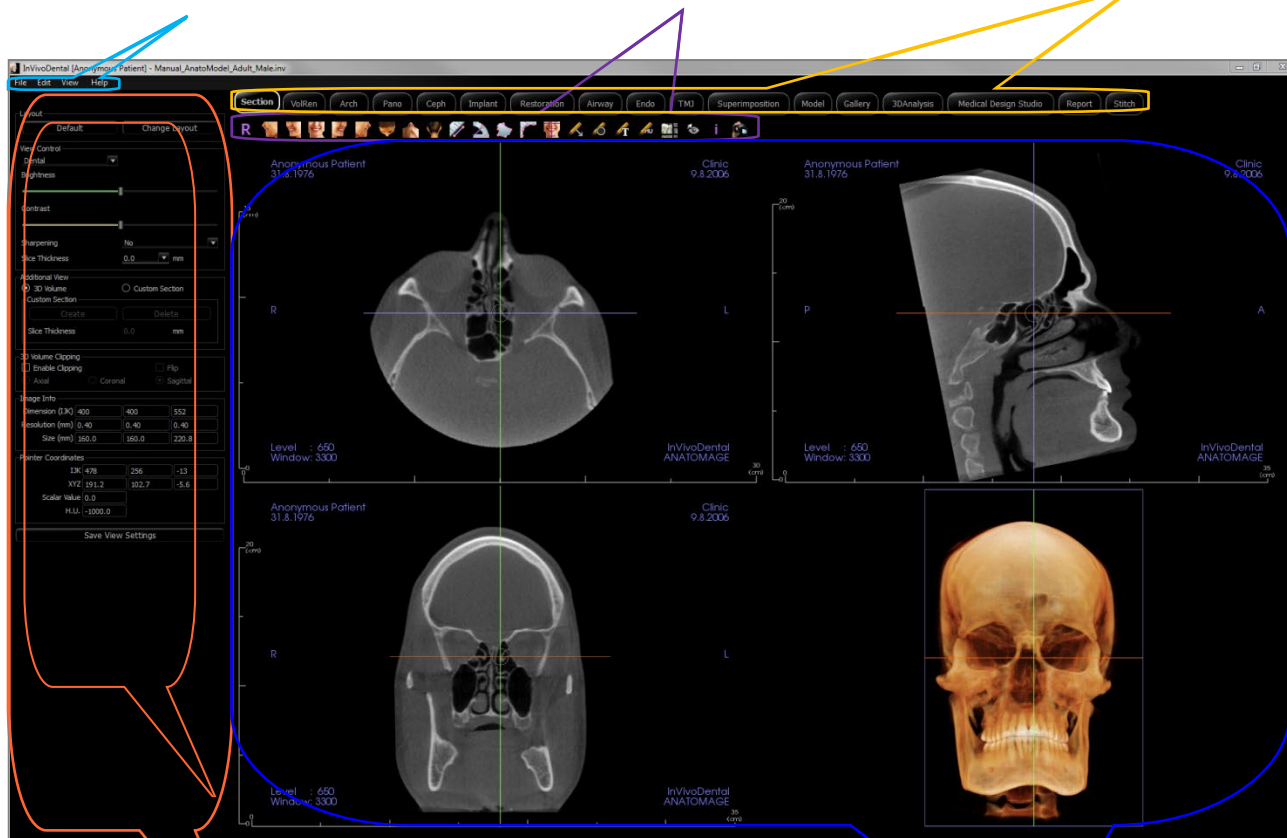 InVivoDental [Anonymous Patient] - Manual_AnatoModel_Adult_Male.inv
File Edit View Help
Section VolRen Arch Pano Ceph Implant Restoration Airway Endo TMJ Superimposition Model Gallery 3DAnalysis Medical Design Studio Report Stitch
R T HU i
Layout
Default Change Layout
View Control
Dental
Brightness
Contrast
Sharpening No
Slice Thickness 0.0 mm
Additional View
3D Volume Custom Section
Custom Section
Create Delete
Slice Thickness 0.0 mm
3D Volume Clipping
Enable Clipping Flip
Axial Coronal Sagittal
Image Info
Dimension (IJK) 400 400 552
Resolution (mm) 0.40 0.40 0.40
Size (mm) 160.0 160.0 220.8
Pointer Coordinates
IJK 478 256 -13
XYZ 191.2 102.7 -5.6
Scalar Value 0.0
H.U. -1000.0
Save View Settings
Anonymous Patient Clinic
31.8.1976 9.8.2006
(cm)
R L
Level : 650 InVivoDental
Window: 3300 ANATOMAGE
0 30
(cm)
Anonymous Patient Clinic
31.8.1976 9.8.2006
20
(cm)
P A
Level : 650 InVivoDental
Window: 3300 ANATOMAGE
0 35
(cm)
Anonymous Patient Clinic
31.8.1976 9.8.2006
20
(cm)
R L
Level : 650 InVivoDental
Window: 3300 ANATOMAGE
0 35
(cm)